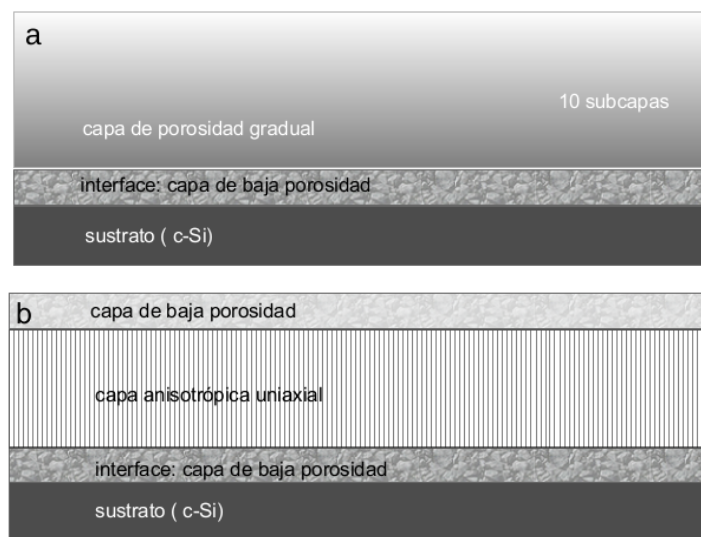 a
10 subcapas
capa de porosidad gradual
interface: capa de baja porosidad
sustrato ( c-Si)
b
capa de baja porosidad
capa anisotrópica uniaxial
interface: capa de baja porosidad
sustrato ( c-Si)